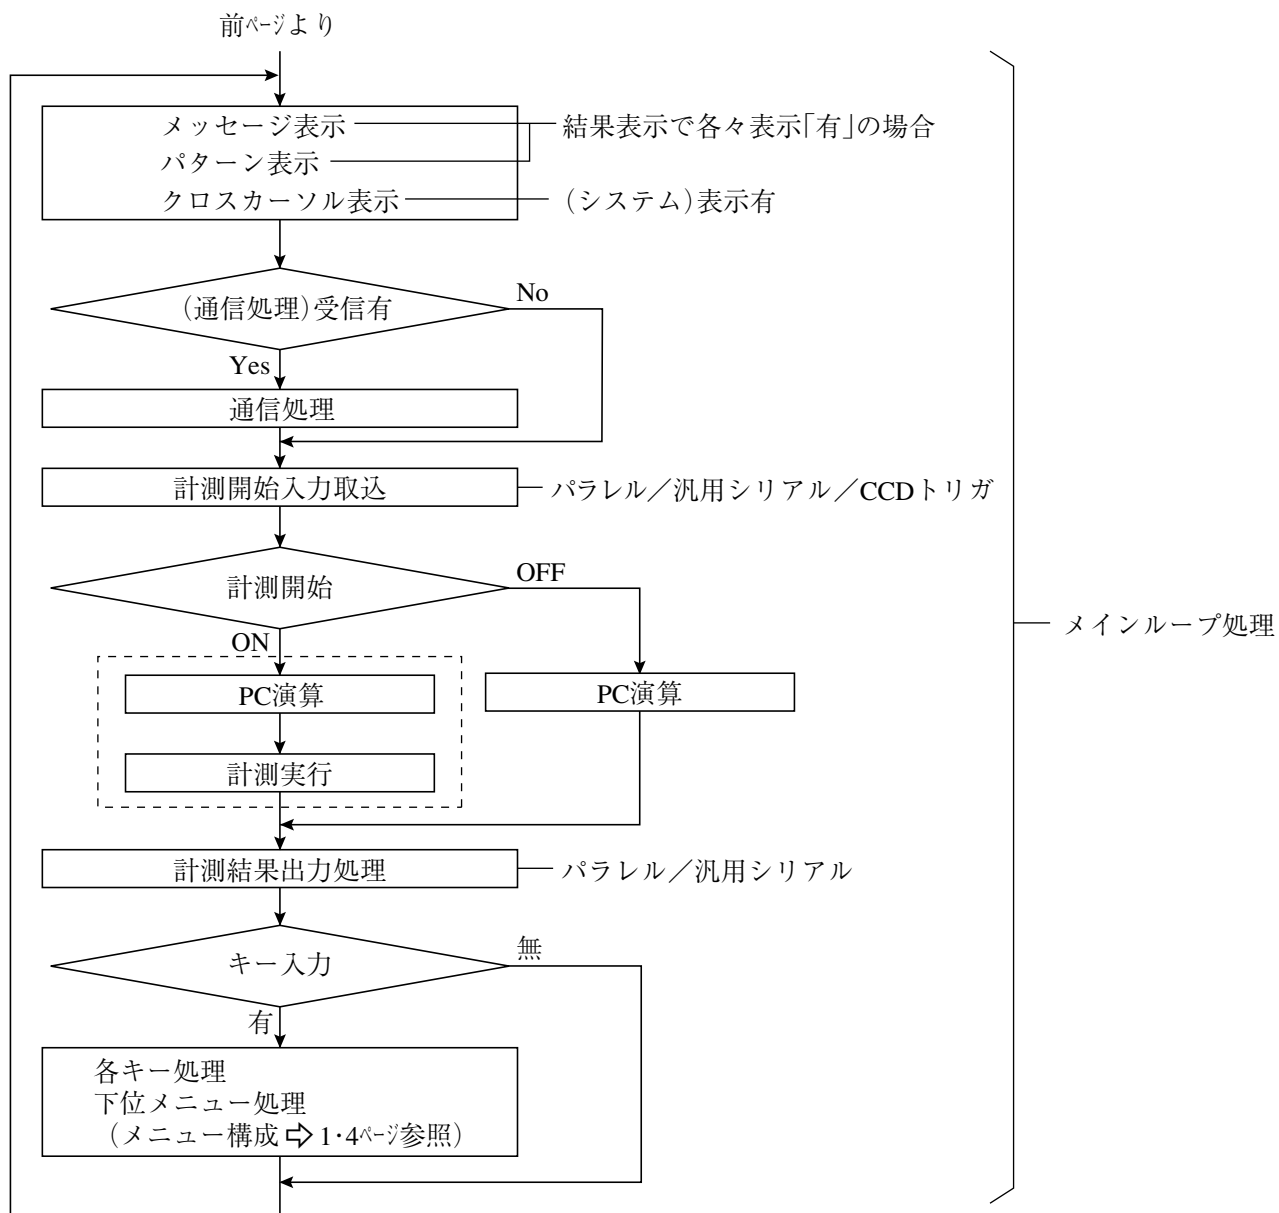 前ページより
メッセージ表示
結果表示で各々表示｢有｣の場合
パターン表示
クロスカーソル表示
(システム)表示有
(通信処理)受信有
No
Yes
通信処理
計測開始入力取込
パラレル／汎用シリアル／CCDトリガ
計測開始
OFF
ON
PC演算
PC演算
計測実行
メインループ処理
計測結果出力処理
パラレル／汎用シリアル
キー入力
無
有
各キー処理
下位メニュー処理
(メニュー構成 ⇨ 1･4ページ参照)